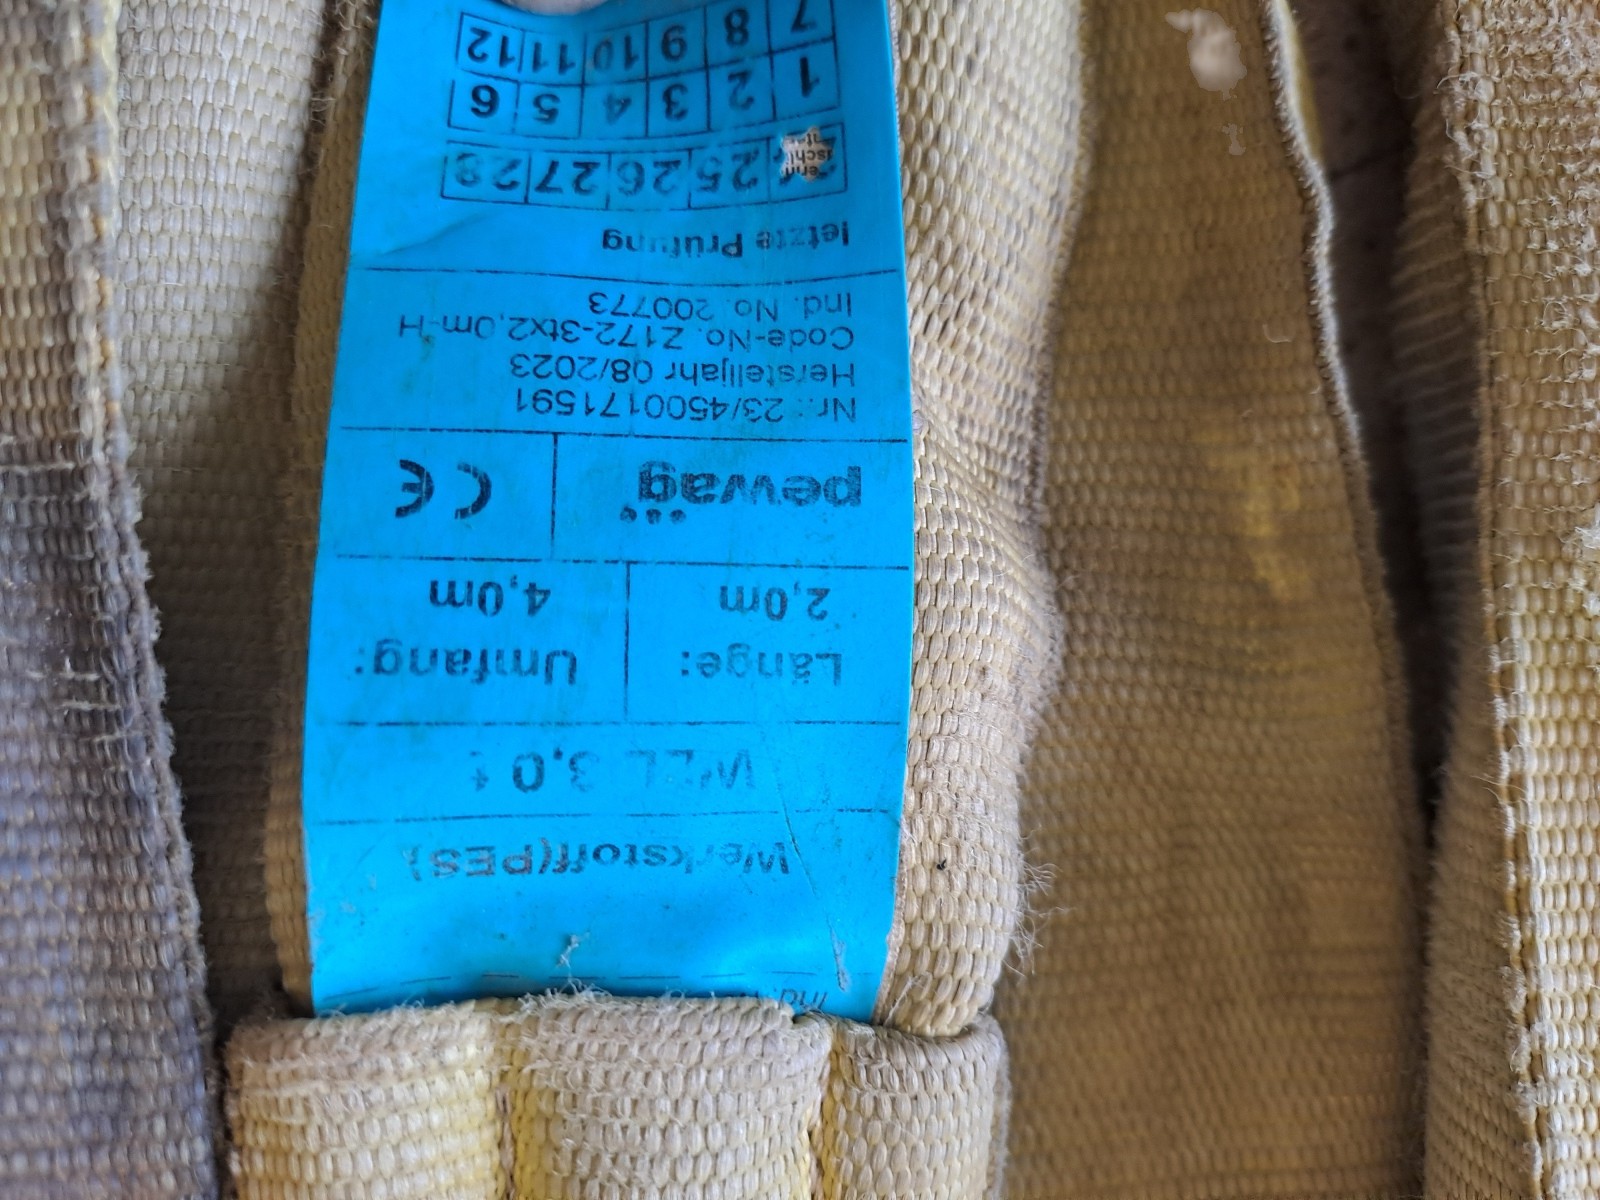 Werkstoff(PES)
WLL 3,0 t
Länge: Umfang:
2,0m 4,0m
pewag CE
Nr.: 23/4500171591
Herstelljahr 08/2023
Code-No. Z172-3tx2,0m-H
Ind. No. 200773
letzte Prüfung
25 26 27 28
1 2 3 4 5 6
7 8 9 10 11 12